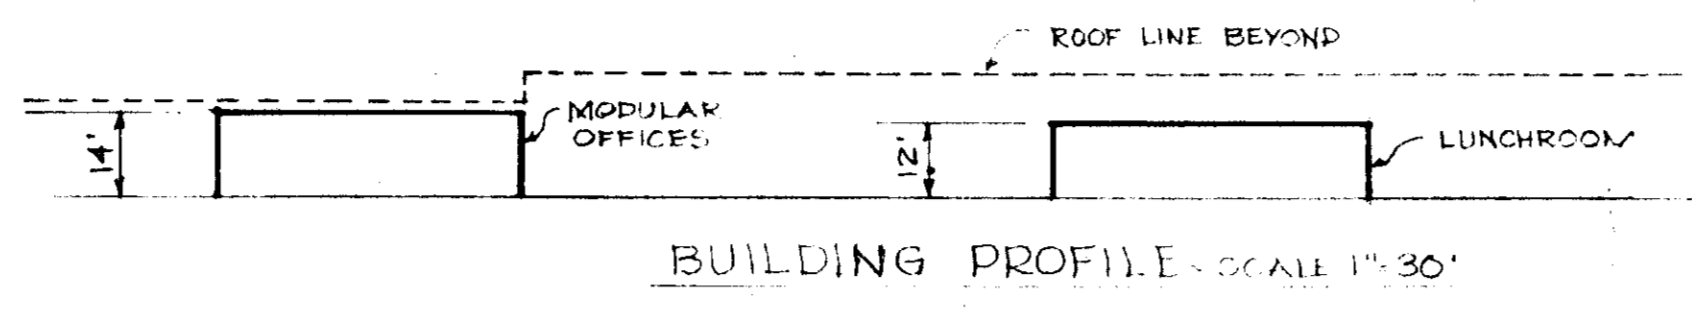 ROOF LINE BEYOND
MODULAR
OFFICES
14'
12'
LUNCHROOM
BUILDING PROFILE - SCALE 1"=30'